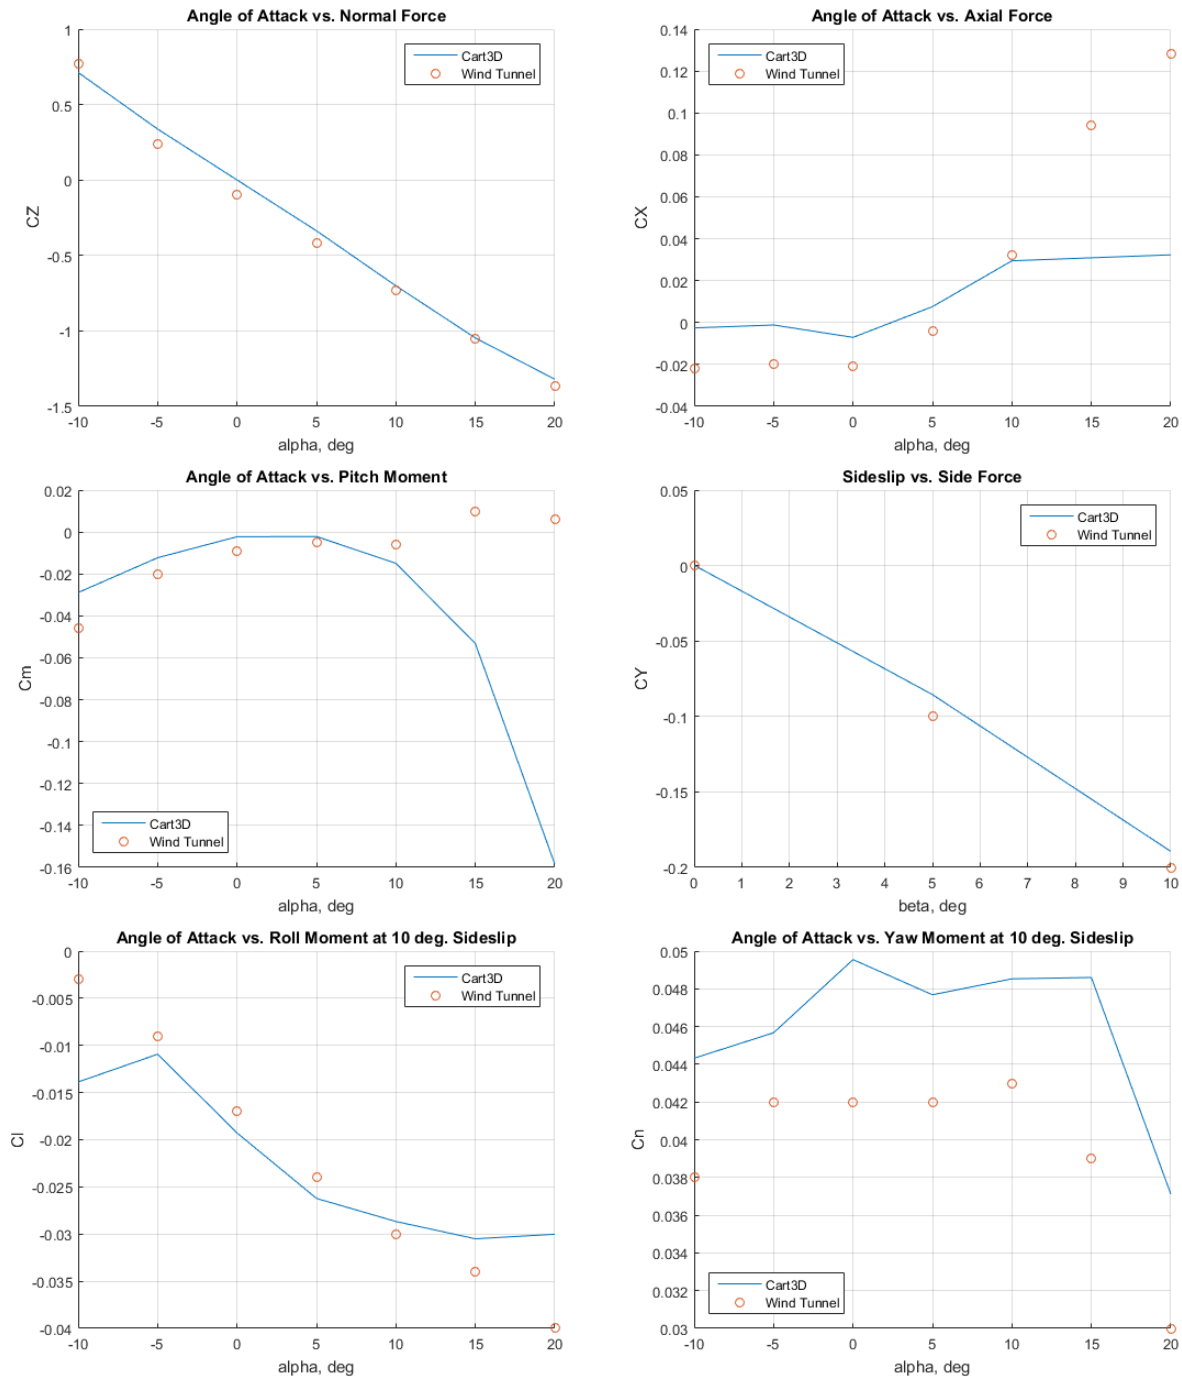 Angle of Attack vs. Normal Force
1
0.5
0
-0.5
-1
-1.5
CZ
-10 -5 0 5 10 15 20
alpha, deg
Cart3D
Wind Tunnel
Angle of Attack vs. Axial Force
0.14
0.12
0.1
0.08
0.06
0.04
0.02
0
-0.02
-0.04
CX
-10 -5 0 5 10 15 20
alpha, deg
Cart3D
Wind Tunnel
Angle of Attack vs. Pitch Moment
0.02
0
-0.02
-0.04
-0.06
-0.08
-0.1
-0.12
-0.14
-0.16
Cm
-10 -5 0 5 10 15 20
alpha, deg
Cart3D
Wind Tunnel
Sideslip vs. Side Force
0.05
0
-0.05
-0.1
-0.15
-0.2
CY
0 1 2 3 4 5 6 7 8 9 10
beta, deg
Cart3D
Wind Tunnel
Angle of Attack vs. Roll Moment at 10 deg. Sideslip
0
-0.005
-0.01
-0.015
-0.02
-0.025
-0.03
-0.035
-0.04
Cl
-10 -5 0 5 10 15 20
alpha, deg
Cart3D
Wind Tunnel
Angle of Attack vs. Yaw Moment at 10 deg. Sideslip
0.05
0.048
0.046
0.044
0.042
0.04
0.038
0.036
0.034
0.032
0.03
Cn
-10 -5 0 5 10 15 20
alpha, deg
Cart3D
Wind Tunnel